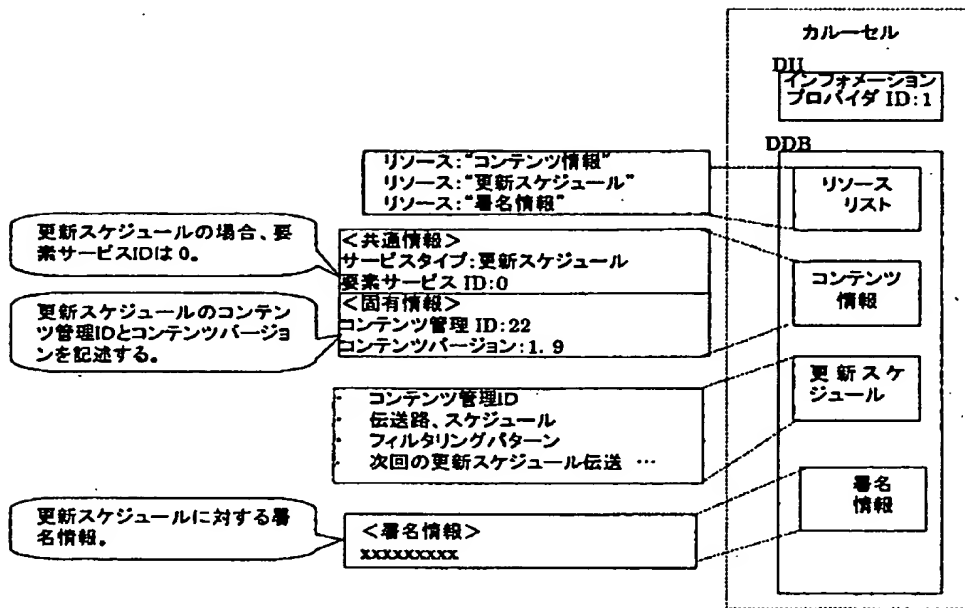 カルーセル
DII
インフォメーション
プロバイダ ID:1
DDB
リソース:"コンテンツ情報"
リソース:"更新スケジュール"
リソース:"署名情報"
リソース
リスト
更新スケジュールの場合、要
素サービスIDは 0。
<共通情報>
サービスタイプ:更新スケジュール
要素サービス ID:0
<固有情報>
コンテンツ管理 ID:22
コンテンツバージョン:1. 9
コンテンツ
情報
更新スケジュールのコンテン
ツ管理IDとコンテンツバージョ
ンを記述する。
・ コンテンツ管理ID
・ 伝送路、スケジュール
・ フィルタリングパターン
・ 次回の更新スケジュール伝送 …
更新スケ
ジュール
更新スケジュールに対する署
名情報。
<署名情報>
xxxxxxxxx
署名
情報